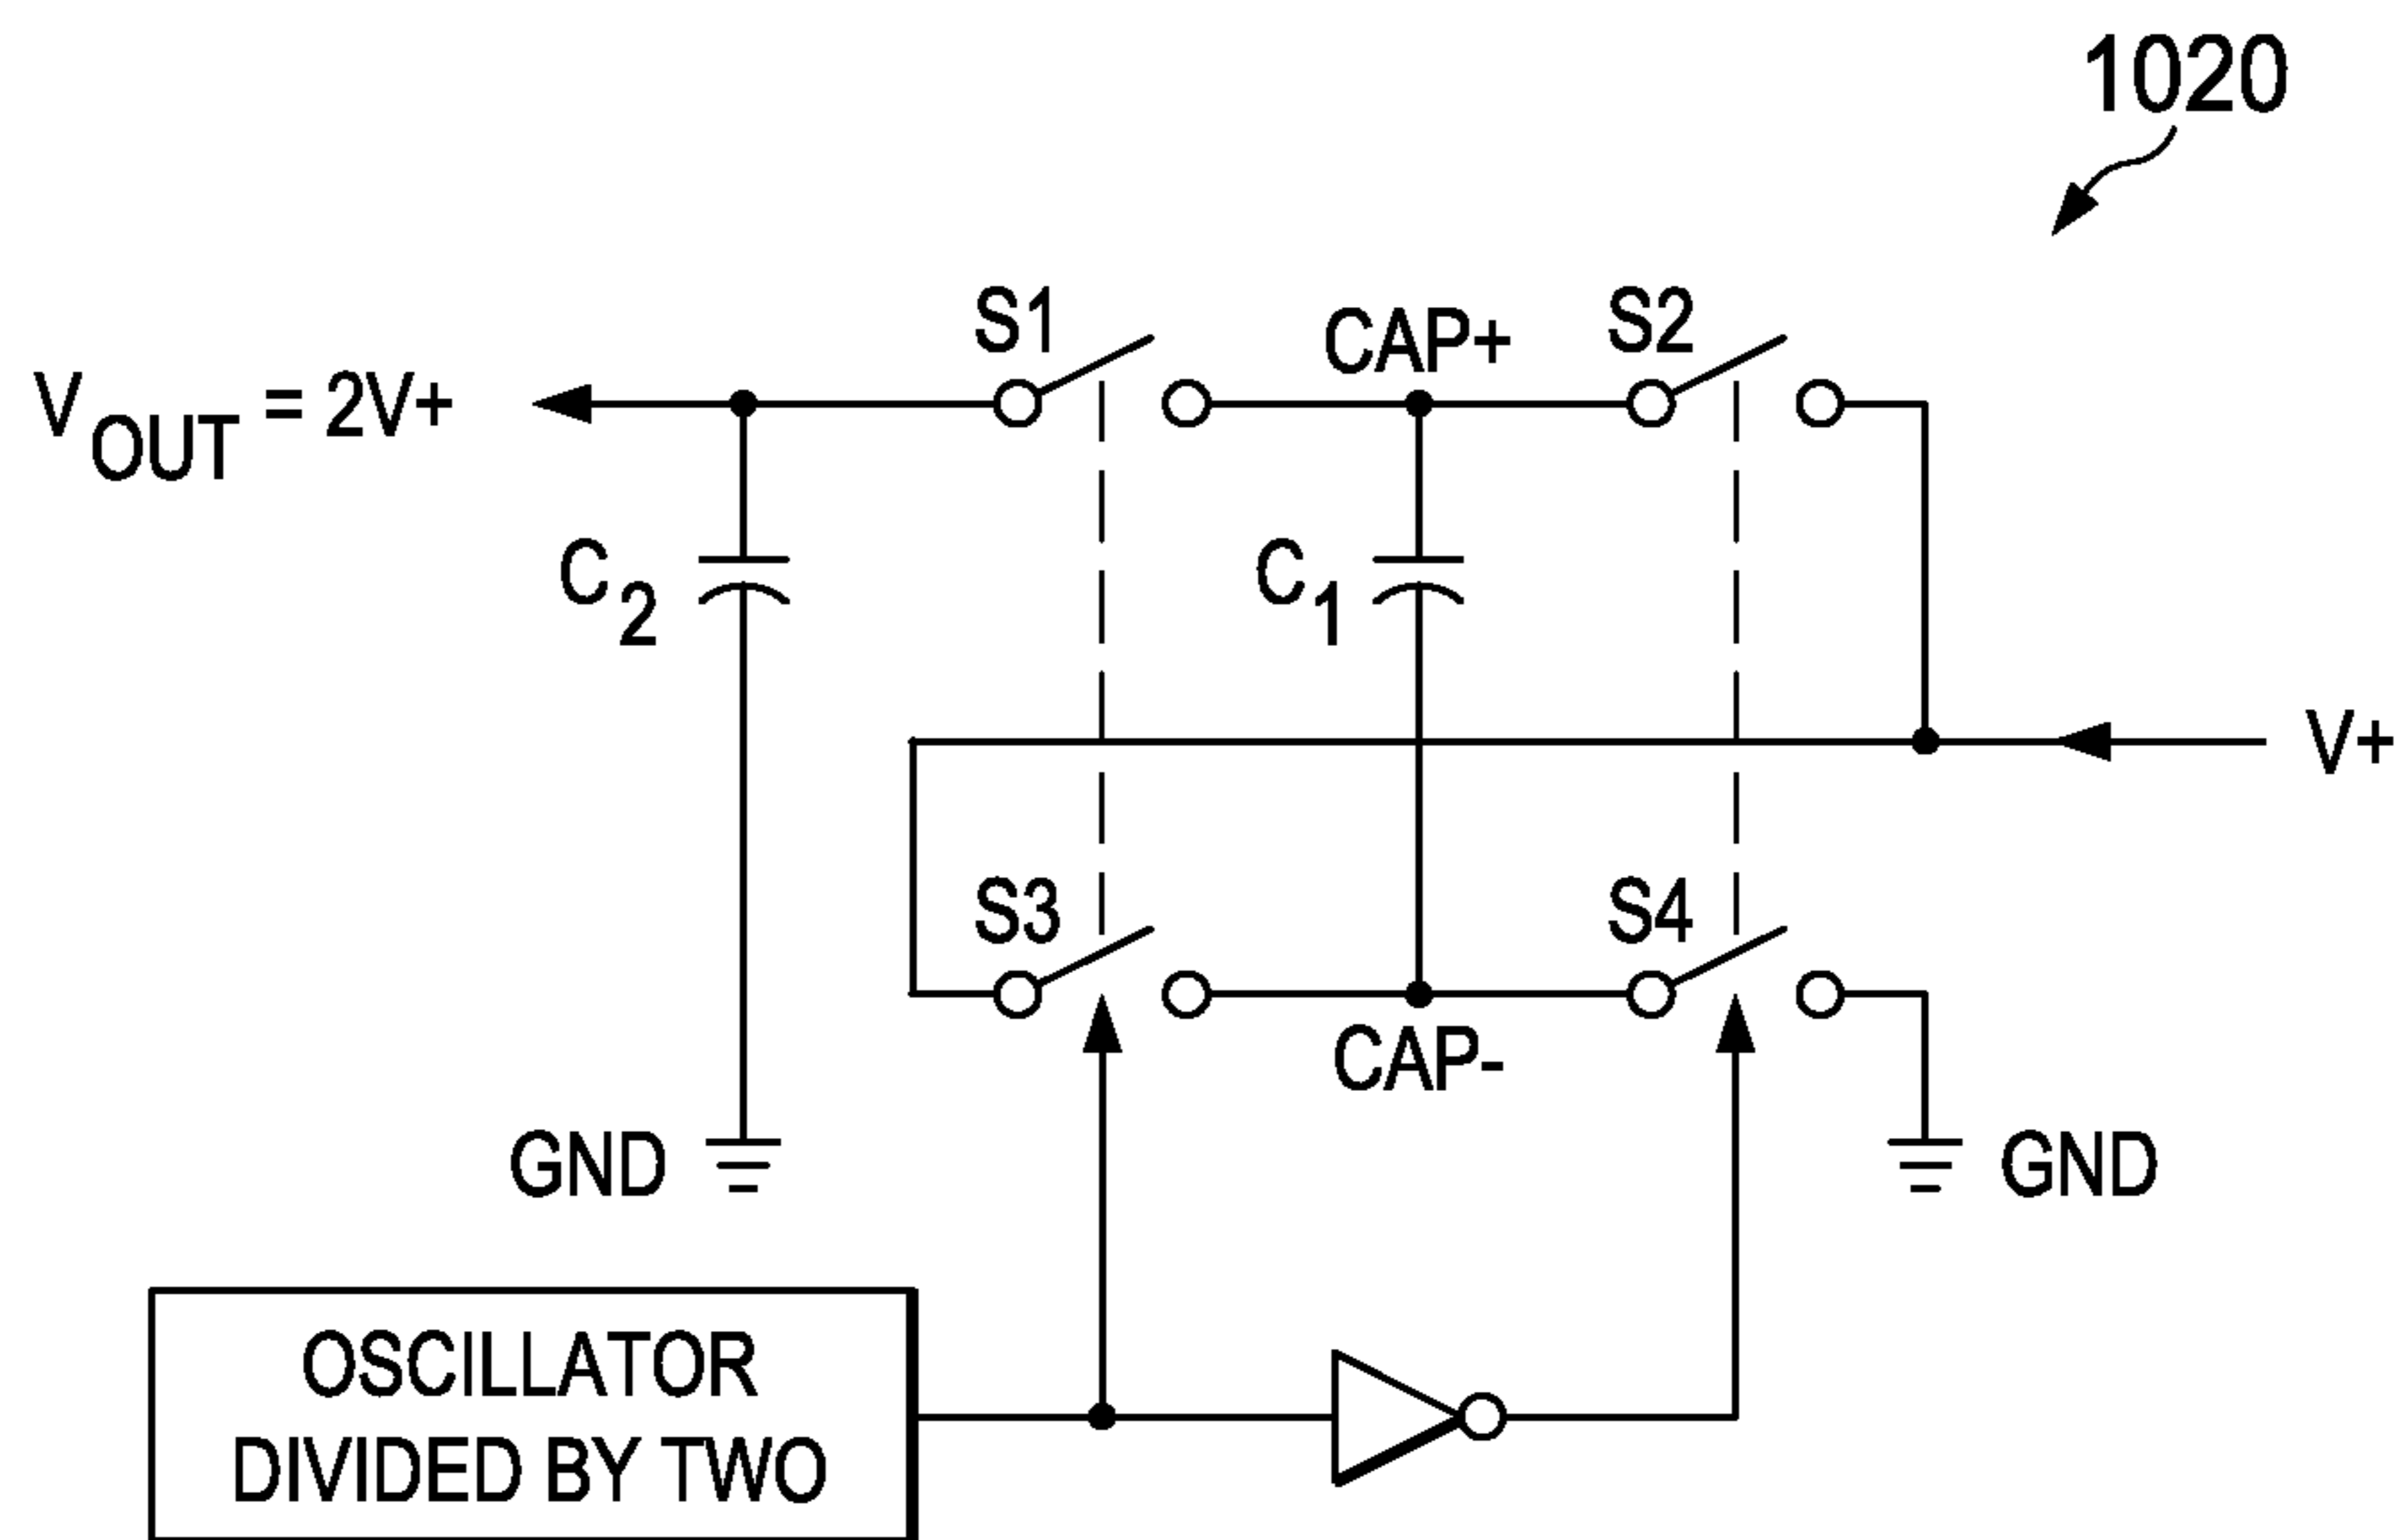 1020
S1
CAP+
S2
VOUT = 2V+
C2
C1
V+
S3
S4
CAP-
GND
GND
OSCILLATOR
DIVIDED BY TWO